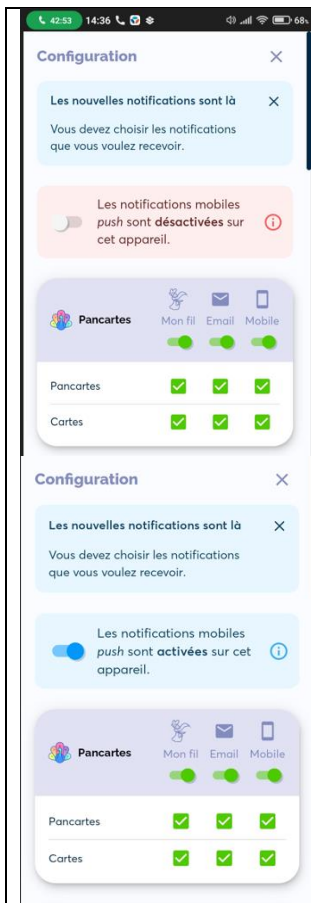 42:53 14:36 68%
Configuration
Les nouvelles notifications sont là
Vous devez choisir les notifications
que vous voulez recevoir.
Les notifications mobiles
push sont désactivées sur
cet appareil.
Pancartes Mon fil Email Mobile
Pancartes
Cartes
Configuration
Les nouvelles notifications sont là
Vous devez choisir les notifications
que vous voulez recevoir.
Les notifications mobiles
push sont activées sur cet
appareil.
Pancartes Mon fil Email Mobile
Pancartes
Cartes